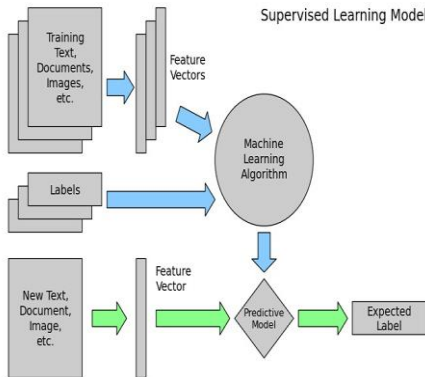 Supervised Learning Model
Training
Text,
Documents,
Images,
etc.
Feature
Vectors
Machine
Learning
Algorithm
Labels
New Text,
Document,
Image,
etc.
Feature
Vector
Predictive
Model
Expected
Label